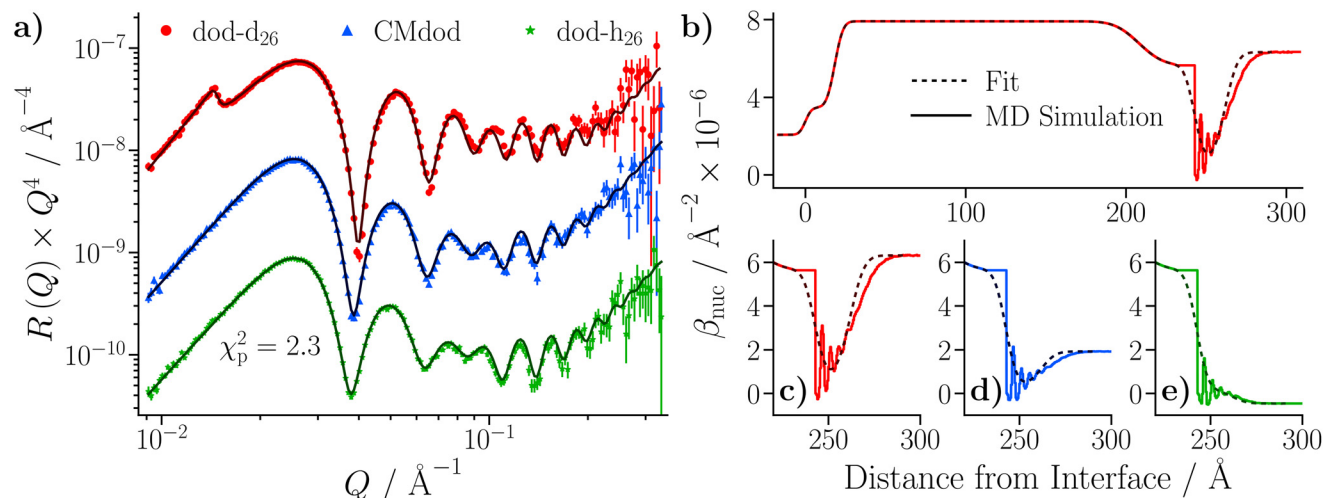 a)
dod-d₂₆
CMdod
dod-h₂₆
R(Q) × Q⁴ / Å⁻⁴
10⁻⁷
10⁻⁸
10⁻⁹
10⁻¹⁰
χ²ₚ = 2.3
10⁻²
10⁻¹
Q / Å⁻¹
b)
β_nuc / Å⁻² × 10⁻⁶
8
4
0
Fit
MD Simulation
0 100 200 300
6
4
2
0
c)
250 300
6
4
2
0
d)
250 300
6
4
2
0
e)
250 300
Distance from Interface / Å